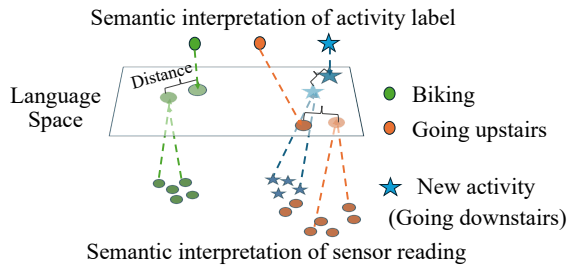 Semantic interpretation of activity label
Distance
Language
Space
Biking
Going upstairs
New activity
(Going downstairs)
Semantic interpretation of sensor reading